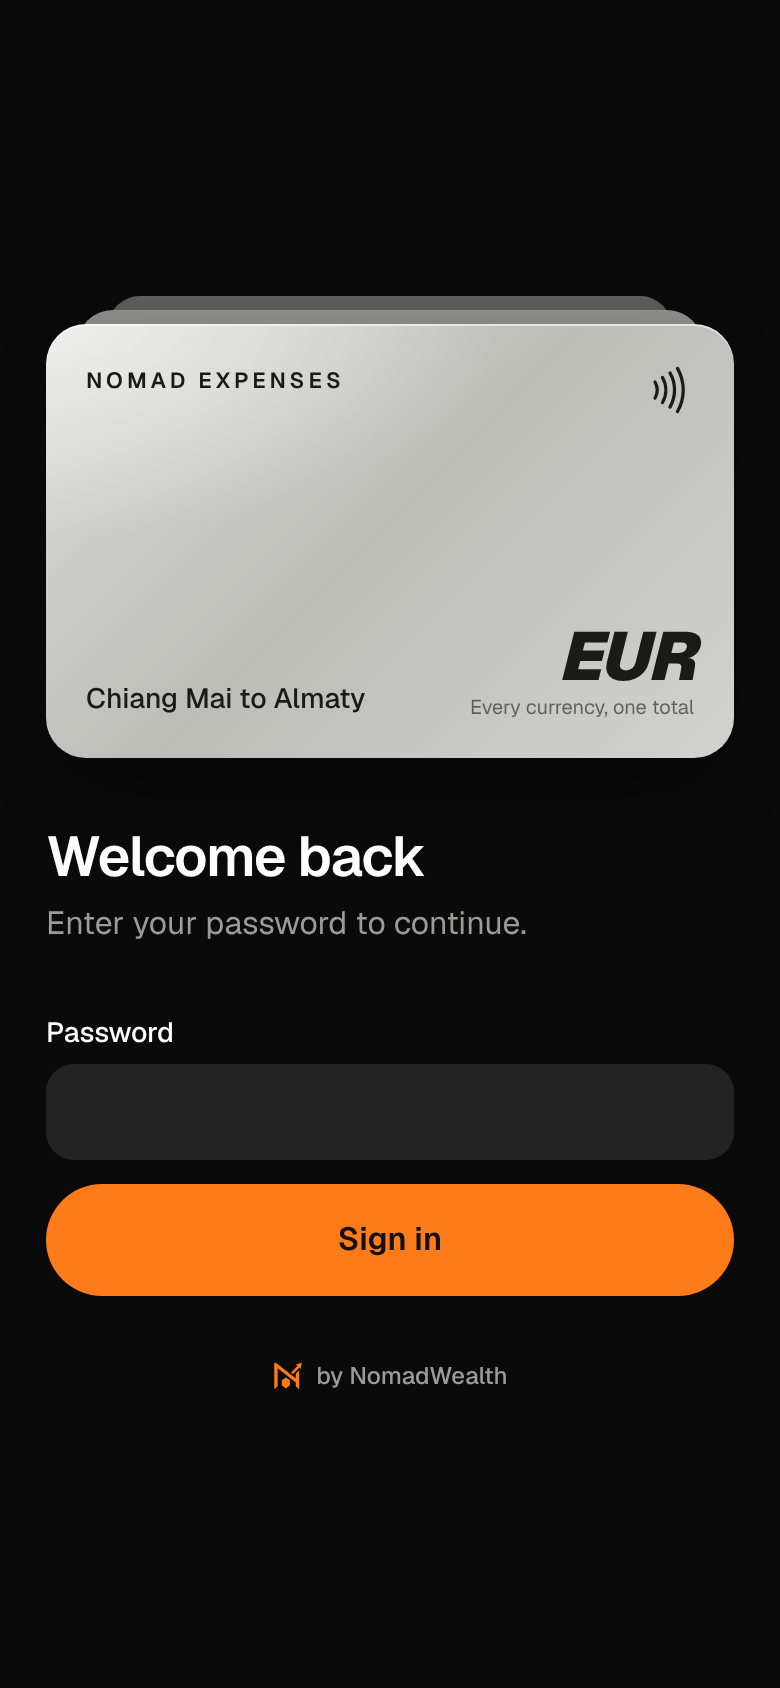 NOMAD EXPENSES
EUR
Chiang Mai to Almaty
Every currency, one total
Welcome back
Enter your password to continue.
Password
Sign in
by NomadWealth